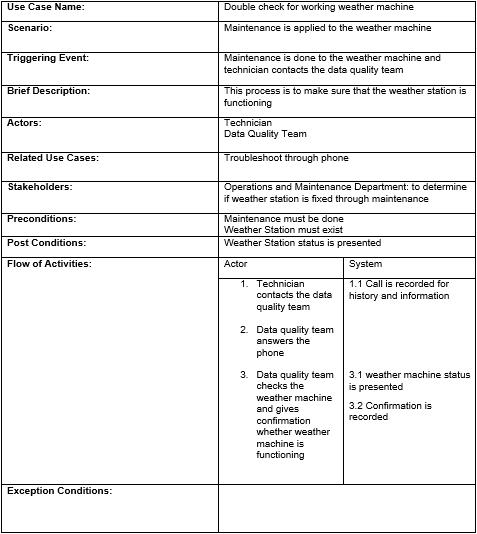 Use Case Name: Double check for working weather machine
Scenario: Maintenance is applied to the weather machine
Triggering Event: Maintenance is done to the weather machine and
technician contacts the data quality team
Brief Description: This process is to make sure that the weather station is
functioning
Actors: Technician
Data Quality Team
Related Use Cases: Troubleshoot through phone
Stakeholders: Operations and Maintenance Department: to determine
if weather station is fixed through maintenance
Preconditions: Maintenance must be done
Weather Station must exist
Post Conditions: Weather Station status is presented
Flow of Activities: Actor System
1. Technician
contacts the data
quality team
1.1 Call is recorded for
history and information
2. Data quality team
answers the
phone
3. Data quality team
checks the
weather machine
and gives
confirmation
whether weather
machine is
functioning
3.1 weather machine status
is presented
3.2 Confirmation is
recorded
Exception Conditions: